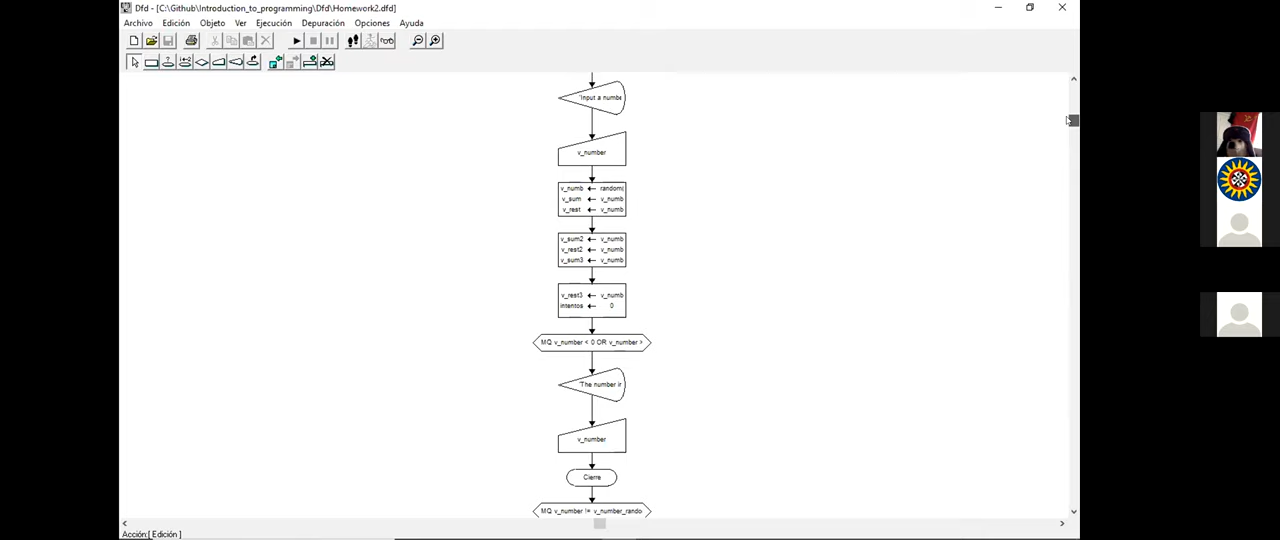 Dfd - [C:\Github\Introduction_to_programming\Dfd\Homework2.dfd]
Archivo Edición Objeto Ver Ejecución Depuración Opciones Ayuda
'Input a numbe
v_number
v_numb ← random(
v_sum ← v_numb
v_rest ← v_numb
v_sum2 ← v_numb
v_rest2 ← v_numb
v_sum3 ← v_numb
v_rest3 ← v_numb
intentos ← 0
MQ v_number < 0 OR v_number >
'The number ir
v_number
Cierre
MQ v_number != v_number_rando
Acción:[ Edición ]